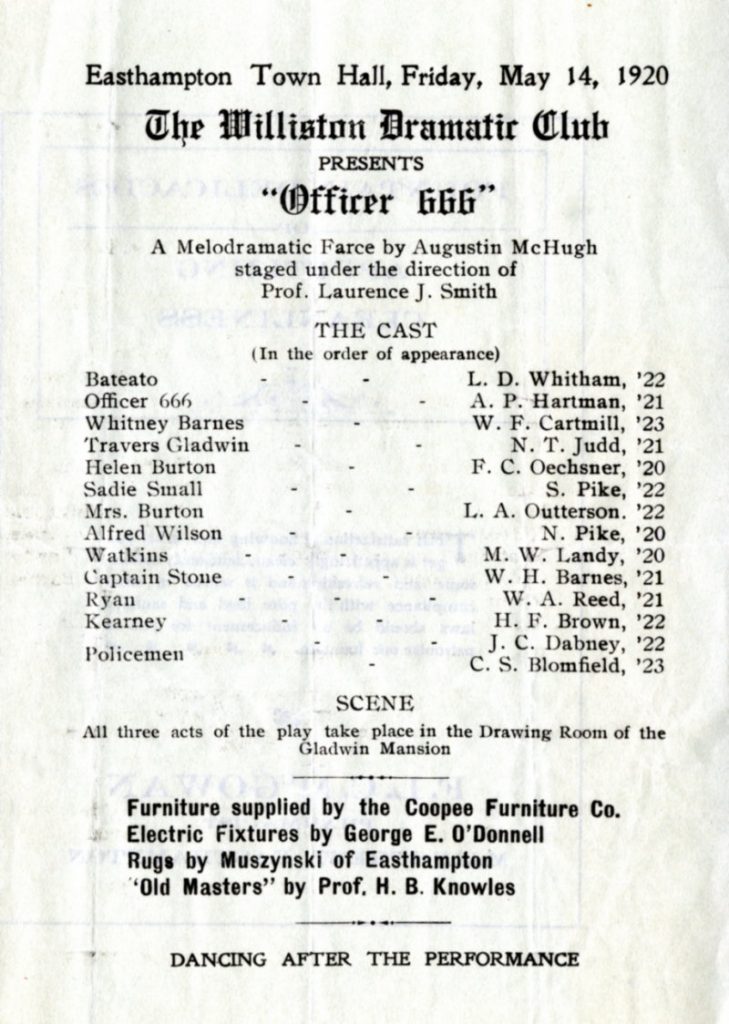 Easthampton Town Hall, Friday, May 14, 1920
The Williston Dramatic Club
PRESENTS
"Officer 666"
A Melodramatic Farce by Augustin McHugh
staged under the direction of
Prof. Laurence J. Smith
THE CAST
(In the order of appearance)
Bateato - - L. D. Whitham, '22
Officer 666 - - A. P. Hartman, '21
Whitney Barnes - W. F. Cartmill, '23
Travers Gladwin - - N. T. Judd, '21
Helen Burton - F. C. Oechsner, '20
Sadie Small - - S. Pike, '22
Mrs. Burton - L. A. Outterson. '22
Alfred Wilson - - N. Pike, '20
Watkins - - - M. W. Landy, '20
Captain Stone - - W. H. Barnes, '21
Ryan - - - W. A. Reed, '21
Kearney - - H. F. Brown, '22
Policemen - J. C. Dabney, '22
- C. S. Blomfield, '23
SCENE
All three acts of the play take place in the Drawing Room of the
Gladwin Mansion
Furniture supplied by the Coopee Furniture Co.
Electric Fixtures by George E. O'Donnell
Rugs by Muszynski of Easthampton
'Old Masters" by Prof. H. B. Knowles
DANCING AFTER THE PERFORMANCE